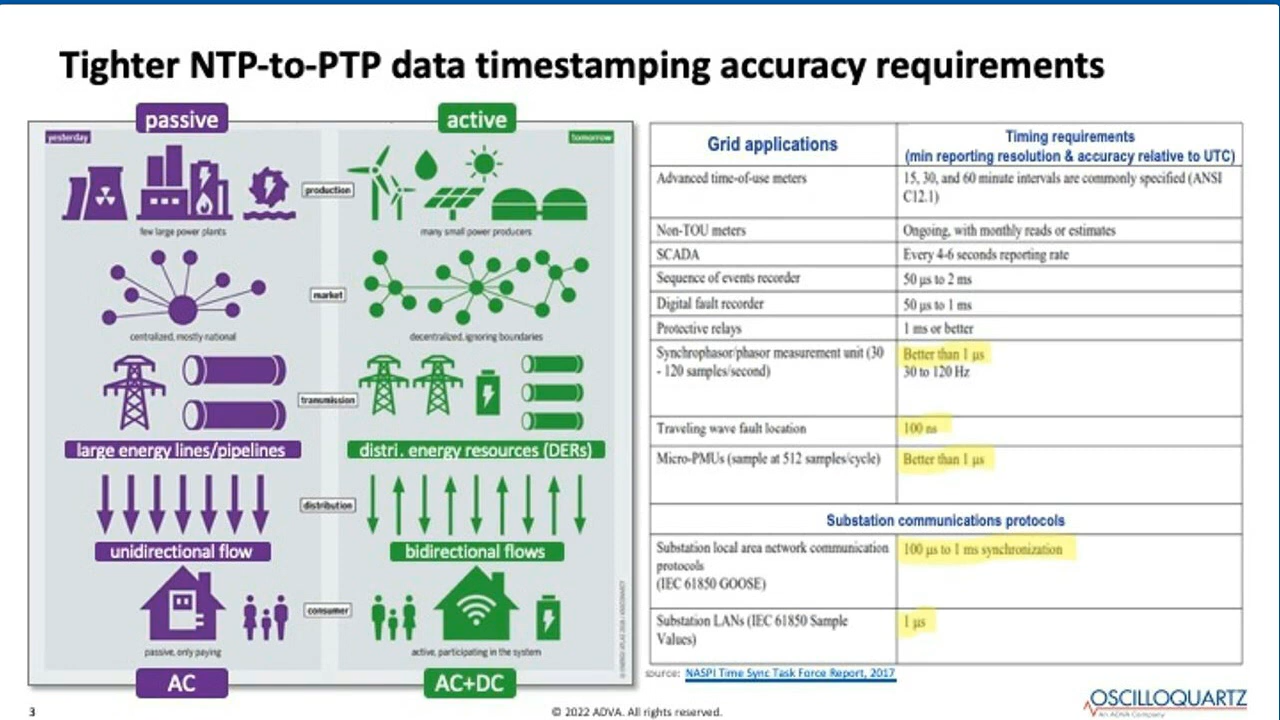 Tighter NTP-to-PTP data timestamping accuracy requirements
passive
active
yesterday
tomorrow
production
few large power plants
many small power producers
market
centralized, mostly national
decentralized, ignoring boundaries
transmission
large energy lines/pipelines
distri. energy resources (DERs)
distribution
unidirectional flow
bidirectional flows
consumer
passive, only paying
active, participating in the system
AC
AC+DC
Grid applications
Timing requirements
(min reporting resolution & accuracy relative to UTC)
Advanced time-of-use meters
15, 30, and 60 minute intervals are commonly specified (ANSI
C12.1)
Non-TOU meters
Ongoing, with monthly reads or estimates
SCADA
Every 4-6 seconds reporting rate
Sequence of events recorder
50 µs to 2 ms
Digital fault recorder
50 µs to 1 ms
Protective relays
1 ms or better
Synchrophasor/phasor measurement unit (30
- 120 samples/second)
Better than 1 µs
30 to 120 Hz
Traveling wave fault location
100 ns
Micro-PMUs (sample at 512 samples/cycle)
Better than 1 µs
Substation communications protocols
Substation local area network communication
protocols
(IEC 61850 GOOSE)
100 µs to 1 ms synchronization
Substation LANs (IEC 61850 Sample
Values)
1 µs
source: NASPI Time Sync Task Force Report, 2017
3
© 2022 ADVA. All rights reserved.
OSCILLOQUARTZ
An ADVA Company